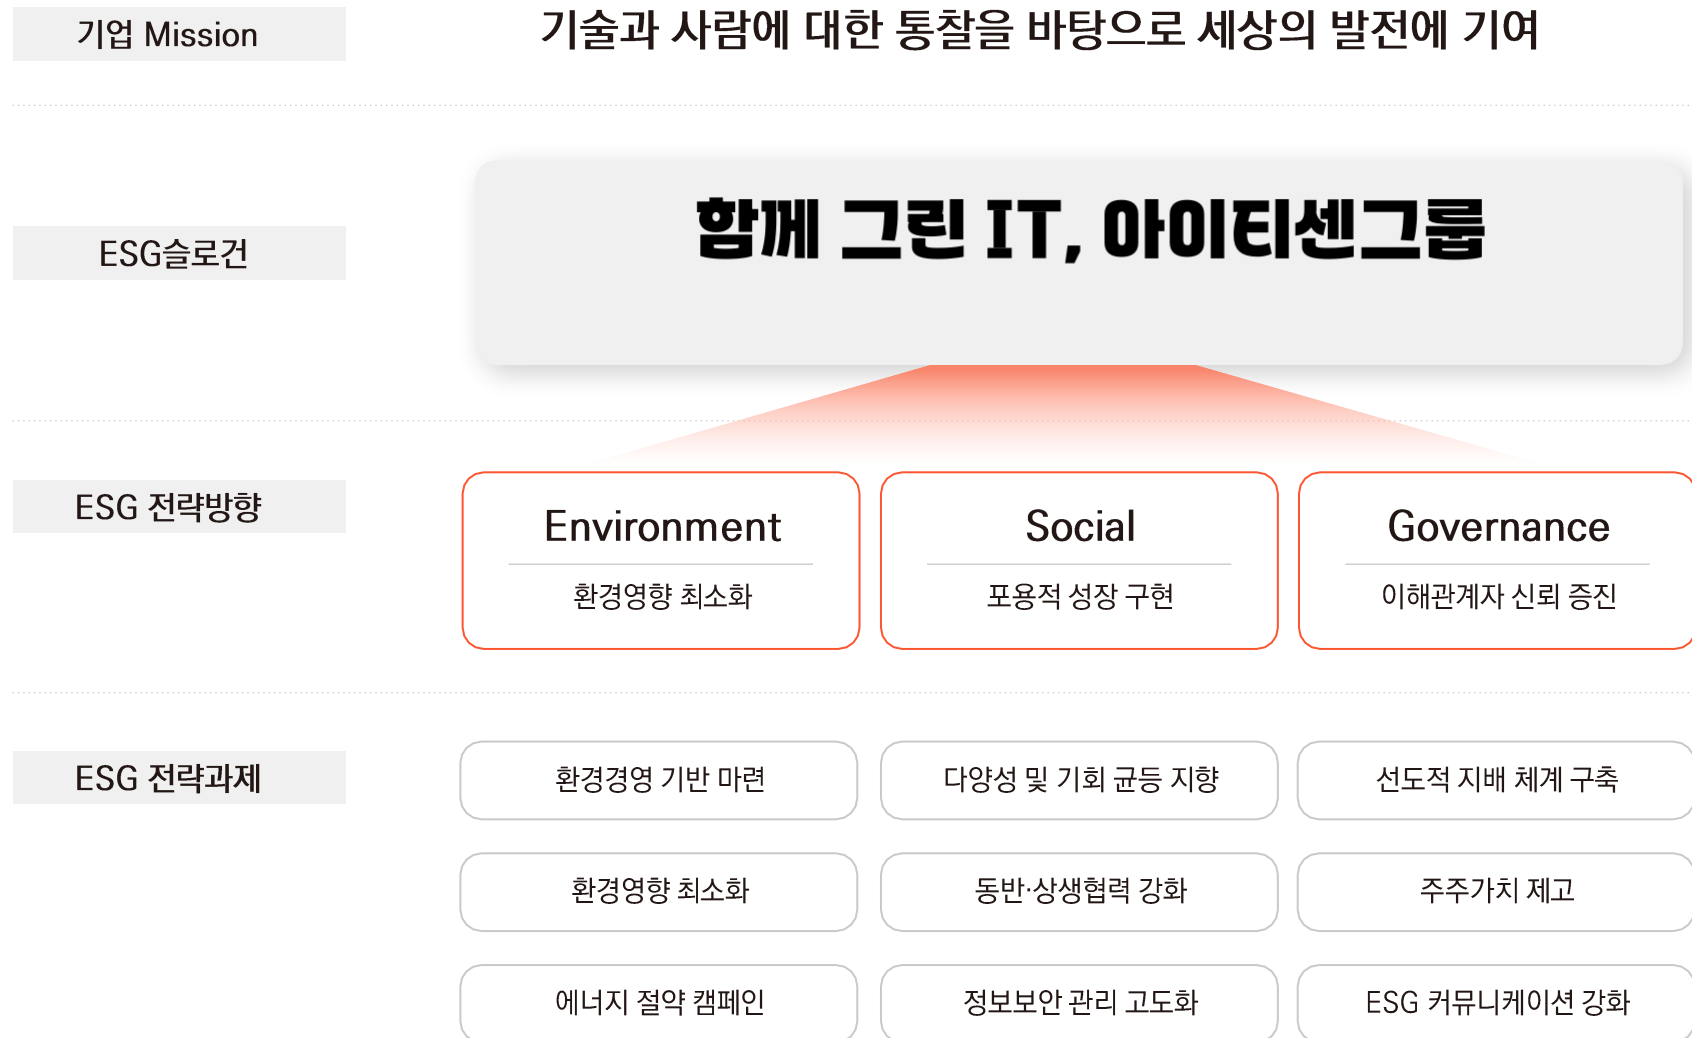 기업 Mission
기술과 사람에 대한 통찰을 바탕으로 세상의 발전에 기여
ESG슬로건
함께 그린 IT, 아이티센그룹
ESG 전략방향
Environment
환경영향 최소화
Social
포용적 성장 구현
Governance
이해관계자 신뢰 증진
ESG 전략과제
환경경영 기반 마련
다양성 및 기회 균등 지향
선도적 지배 체계 구축
환경영향 최소화
동반·상생협력 강화
주주가치 제고
에너지 절약 캠페인
정보보안 관리 고도화
ESG 커뮤니케이션 강화